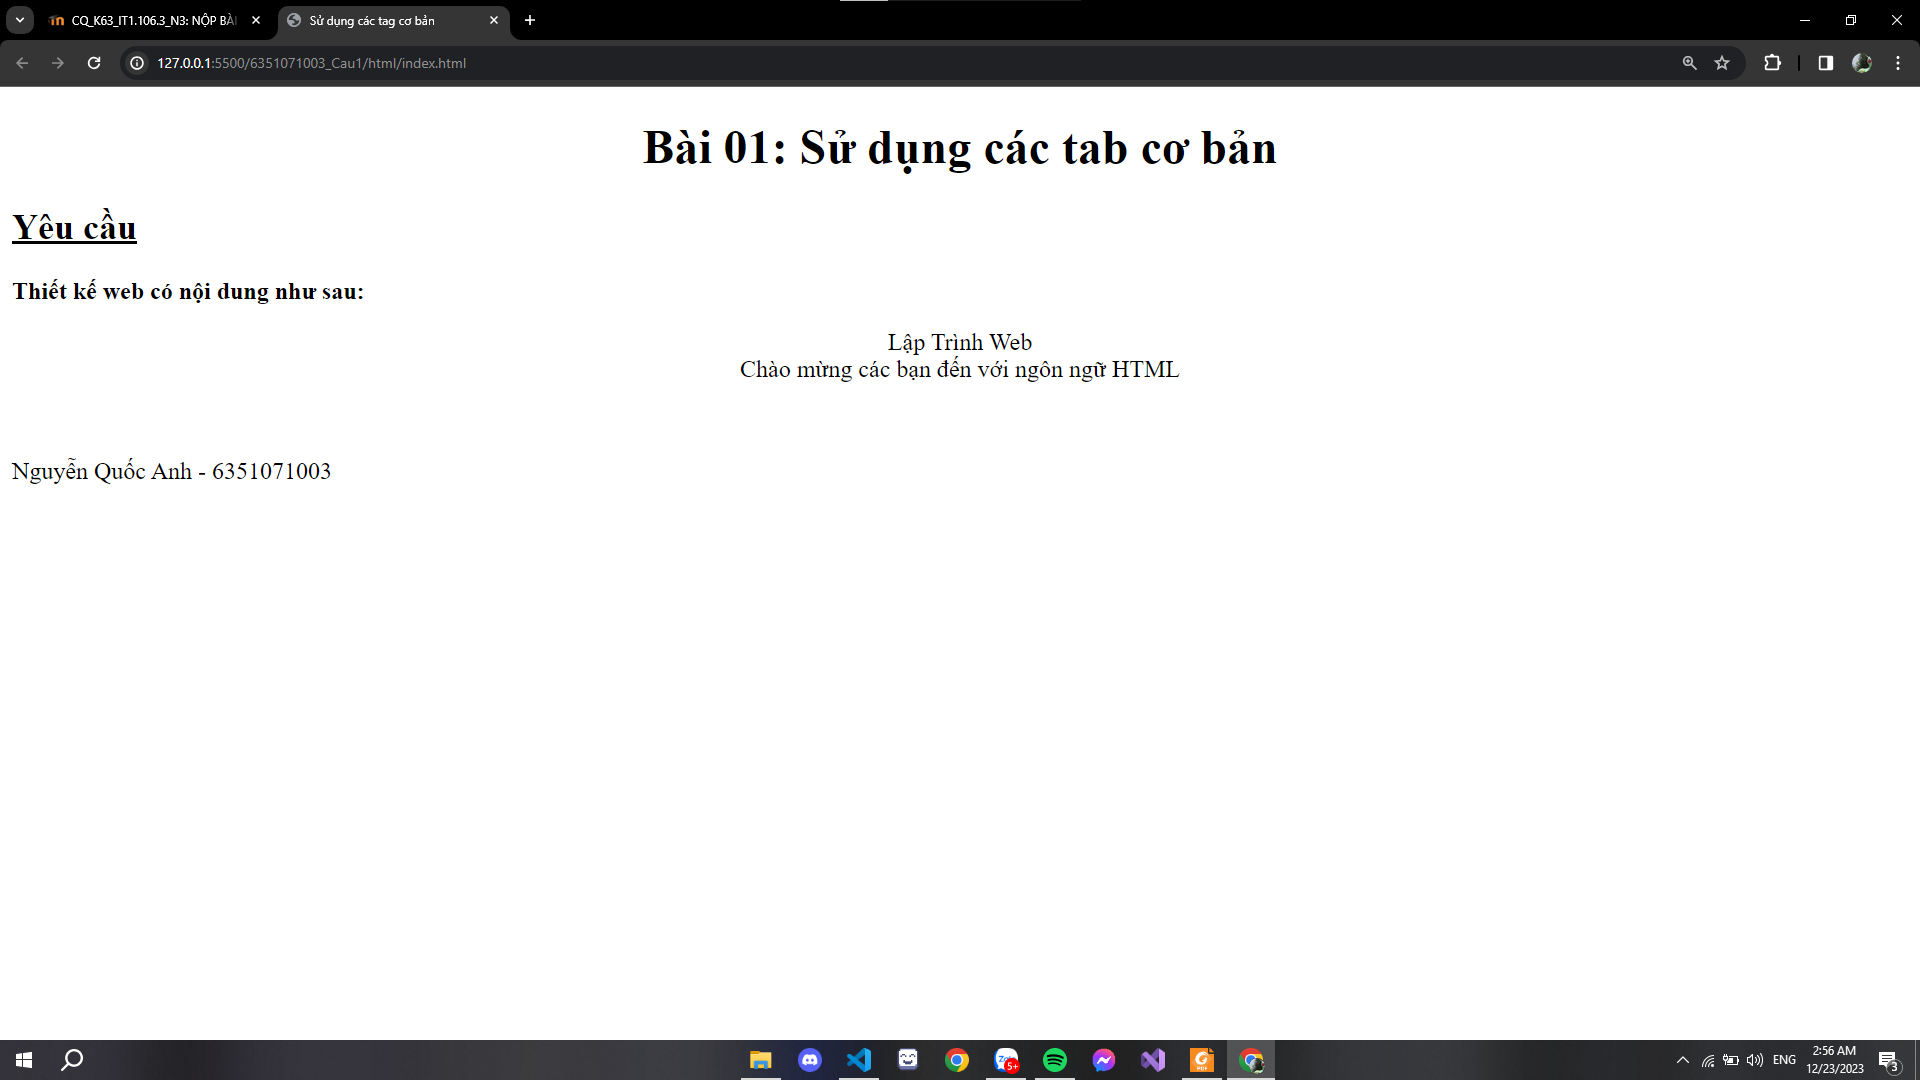 CQ_K63_IT1.106.3_N3: NỘP BÀI
Sử dụng các tag cơ bản
127.0.0.1:5500/6351071003_Cau1/html/index.html
Bài 01: Sử dụng các tab cơ bản
Yêu cầu
Thiết kế web có nội dung như sau:
Lập Trình Web
Chào mừng các bạn đến với ngôn ngữ HTML
Nguyễn Quốc Anh - 6351071003
5+
PDF
ENG
2:56 AM
12/23/2023
3